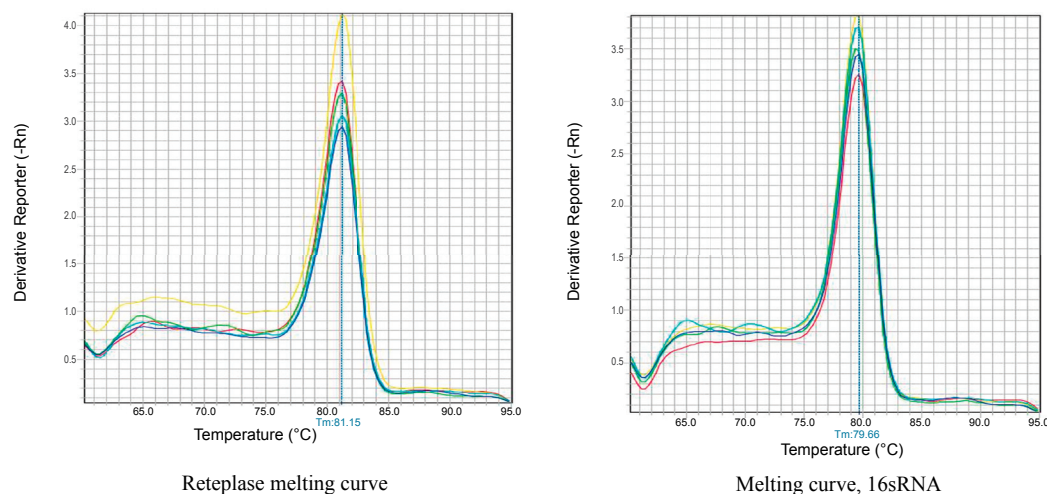 4.0
3.5
3.0
2.5
2.0
1.5
1.0
0.5
Derivative Reporter (-Rn)
65.0 70.0 75.0 80.0 85.0 90.0 95.0
Tm:81.15
Temperature (°C)
Reteplase melting curve
3.5
3.0
2.5
2.0
1.5
1.0
0.5
Derivative Reporter (-Rn)
65.0 70.0 75.0 80.0 85.0 90.0 95.0
Tm:79.66
Temperature (°C)
Melting curve, 16sRNA